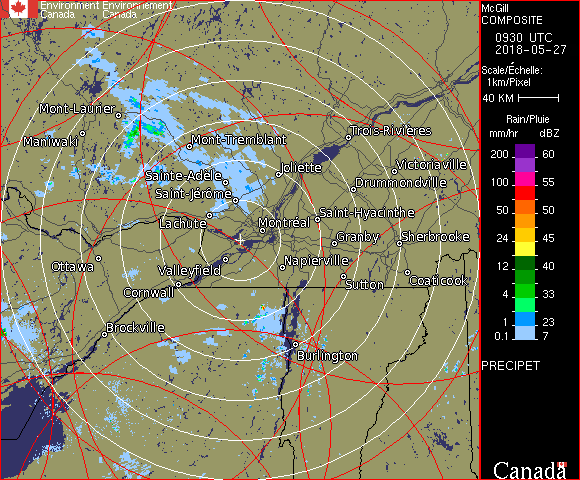 Environment Environnement
Canada Canada
McGill
COMPOSITE
0930 UTC
2018-05-27
Scale/Échelle:
1km/Pixel
40 KM
Rain/Pluie
mm/hr dBZ
200 60
100 55
50 50
24 45
12 40
4 33
1 23
0.1 7
PRECIPET
Canada
Mont-Laurier
Maniwaki
Mont-Tremblant
Trois-Rivières
Sainte-Adèle
Joliette
Victoriaville
Saint-Jérôme
Drummondville
Lachute
Montréal
Saint-Hyacinthe
Ottawa
Valleyfield
Granby
Sherbrooke
Napierville
Cornwall
Sutton
Coaticook
Brockville
Burlington